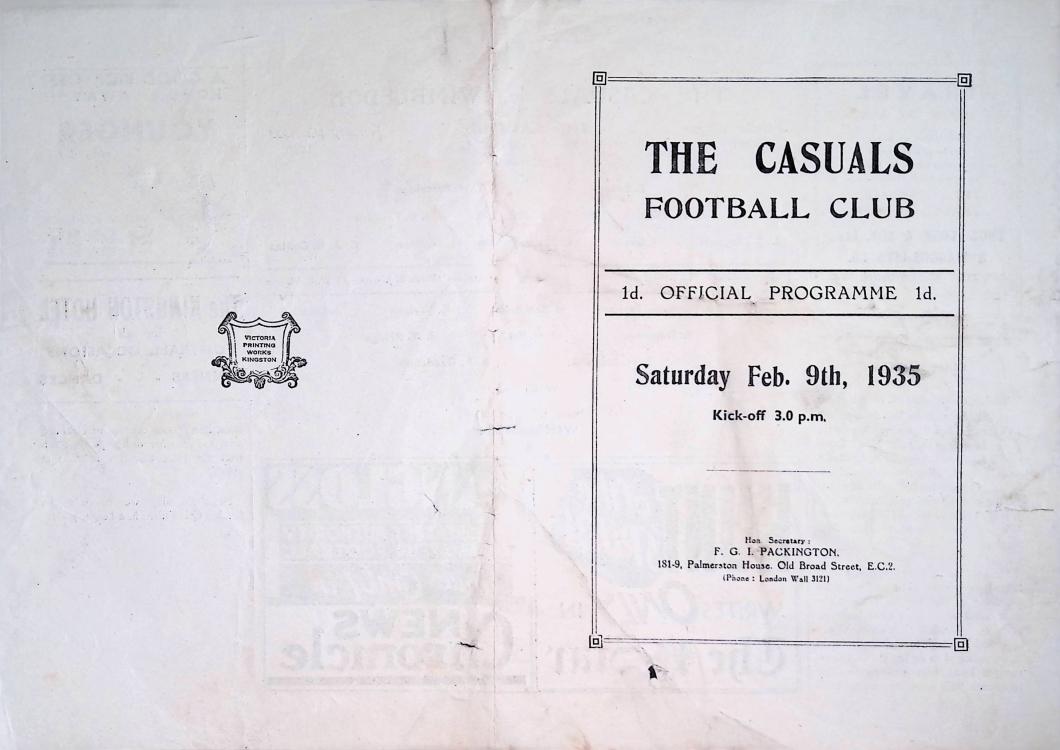 VICTORIA
PRINTING
WORKS
KINGSTON
THE CASUALS
FOOTBALL CLUB
1d. OFFICIAL PROGRAMME 1d.
Saturday Feb. 9th, 1935
Kick-off 3.0 p.m.
Hon. Secretary :
F. G. I. PACKINGTON,
181-9, Palmerston House. Old Broad Street, E.C.2.
(Phone : London Wall 3121)